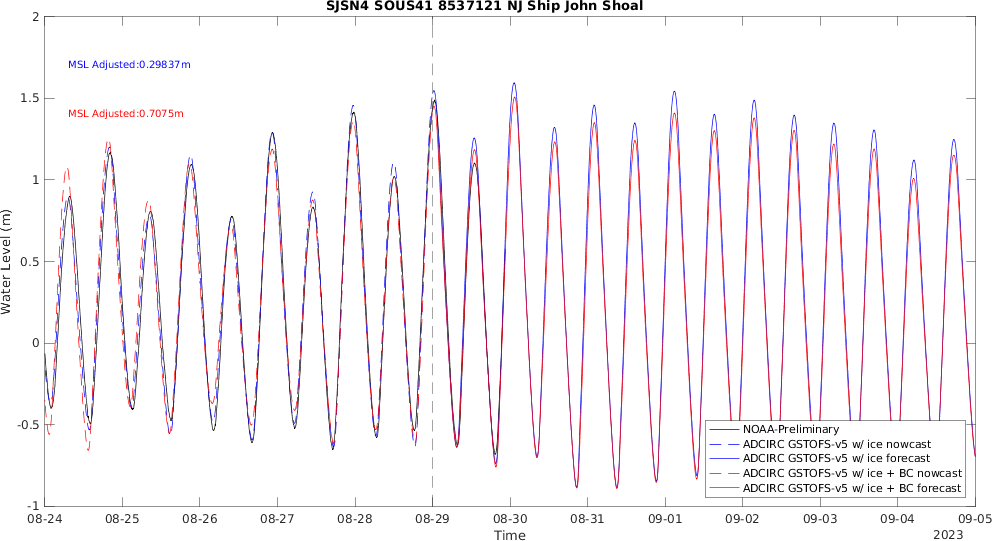 SJSN4 SOUS41 8537121 NJ Ship John Shoal
2
1.5
1
0.5
0
-0.5
-1
Water Level (m)
MSL Adjusted:0.29837m
MSL Adjusted:0.7075m
NOAA-Preliminary
ADCIRC GSTOFS-v5 w/ ice nowcast
ADCIRC GSTOFS-v5 w/ ice forecast
ADCIRC GSTOFS-v5 w/ ice + BC nowcast
ADCIRC GSTOFS-v5 w/ ice + BC forecast
08-24 08-25 08-26 08-27 08-28 08-29 08-30 08-31 09-01 09-02 09-03 09-04 09-05
Time
2023